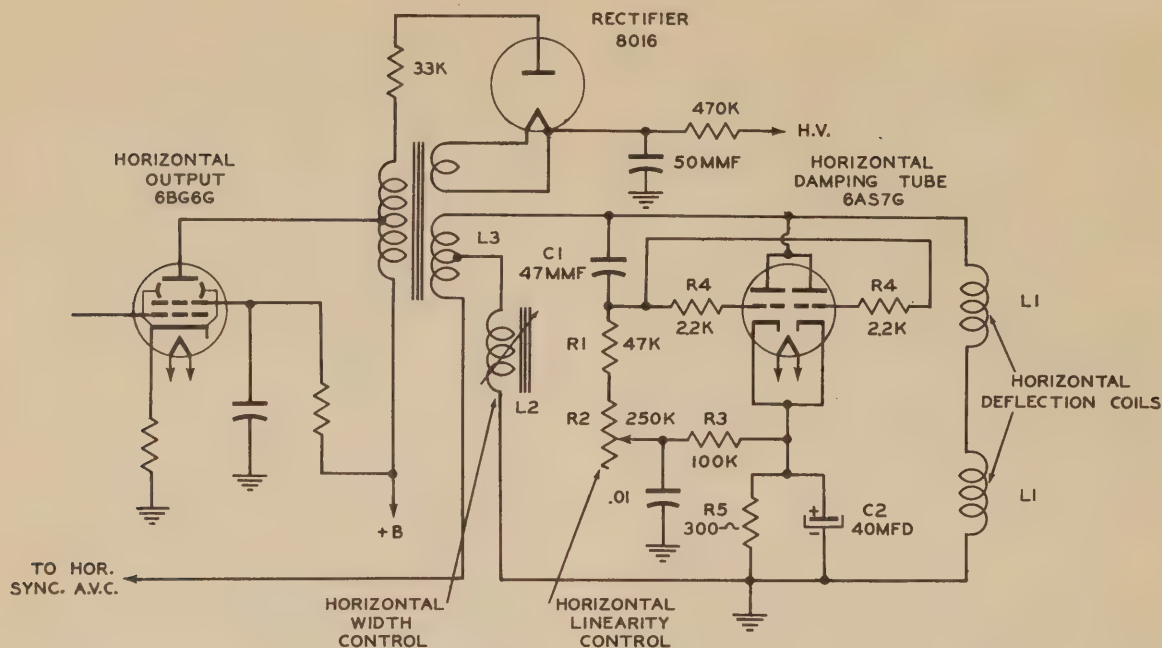 RECTIFIER
8016
33K
470K
H.V.
50MMF
HORIZONTAL
OUTPUT
6BG6G
HORIZONTAL
DAMPING TUBE
6AS7G
L3
C1
47MMF
R4
2.2K
R4
2.2K
L1
R1
47K
HORIZONTAL
DEFLECTION COILS
L2
R2
250K
R3
100K
L1
.01
R5
300~
C2
40MFD
+
-
+B
TO HOR.
SYNC. A.V.C.
HORIZONTAL
WIDTH
CONTROL
HORIZONTAL
LINEARITY
CONTROL